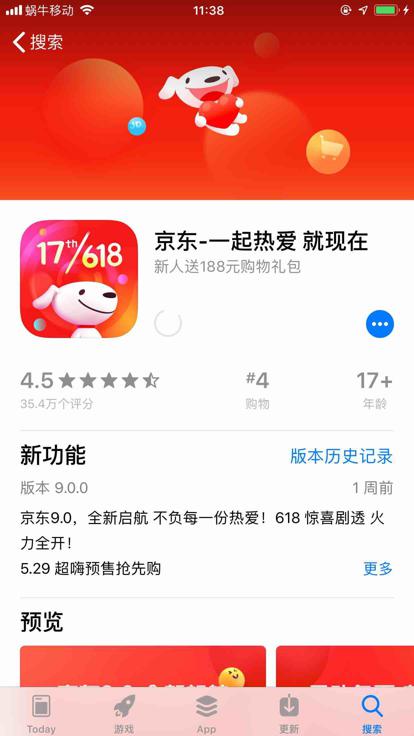 蜗牛移动
11:38
搜索
JD
17th/618
京东-一起热爱 就现在
新人送188元购物礼包
4.5
#4
17+
35.4万个评分
购物
年龄
新功能
版本历史记录
版本 9.0.0
1 周前
京东9.0，全新启航 不负每一份热爱！618 惊喜剧透 火
力全开！
5.29 超嗨预售抢先购
更多
预览
Today
游戏
App
更新
搜索